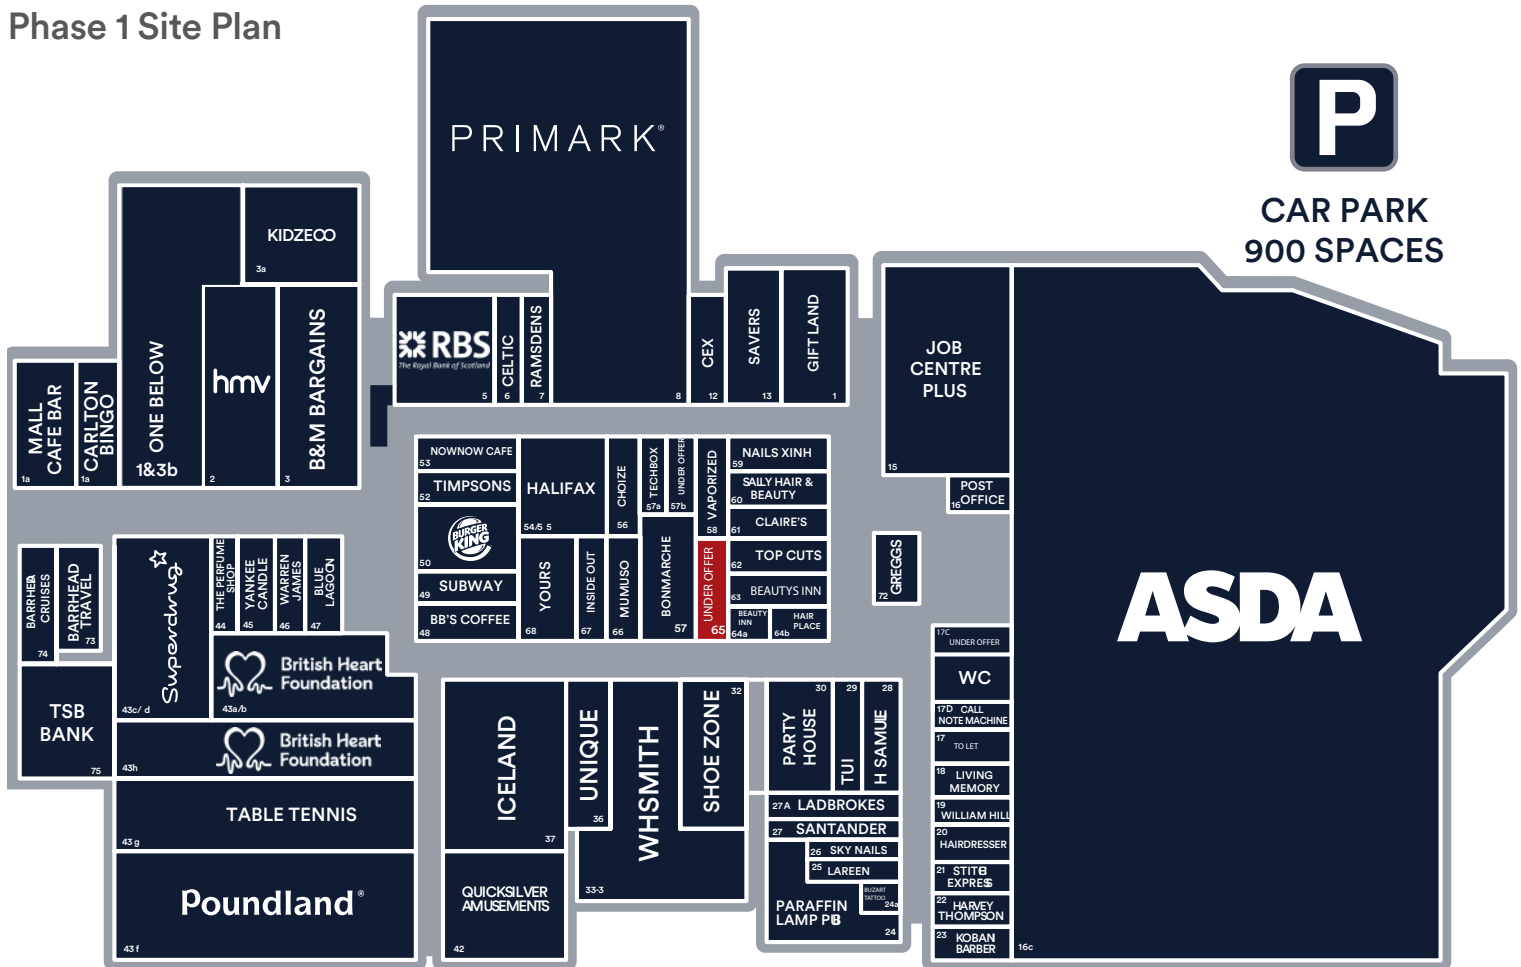 Phase 1 Site Plan
PRIMARK®
8
P
CAR PARK
900 SPACES
KIDZECO
3a
ONE BELOW
1&3b
hmv
2
B&M BARGAINS
3
MALL
CAFE BAR
1a
CARLTON
BINGO
1a
RBS
The Royal Bank of Scotland
5
CELTIC
6
RAMSDENS
7
CEX
12
SAVERS
13
GIFT LAND
1
JOB
CENTRE
PLUS
15
POST
OFFICE
16
ASDA
16c
NOWNOW CAFE
53
TIMPSONS
52
BURGER
KING
50
SUBWAY
49
BB'S COFFEE
48
HALIFAX
54/5 5
CHOIZE
56
TECHBOX
57a
UNDER OFFER
57b
VAPORIZED
58
NAILS XINH
59
SALLY HAIR &
BEAUTY
60
CLAIRE'S
61
TOP CUTS
62
BEAUTYS INN
63
BEAUTY
INN
64a
HAIR
PLACE
64b
YOURS
68
INSIDE OUT
67
MUMUSO
66
BONMARCHE
57
UNDER OFFER
65
GREGGS
72
BARRHEAD
CRUISES
74
BARRHEAD
TRAVEL
73
TSB
BANK
75
Superdrug
43c/ d
THE PERFUME
SHOP
44
YANKEE
CANDLE
45
WARREN
JAMES
46
BLUE
LAGOON
47
British Heart
Foundation
43a/b
British Heart
Foundation
43h
TABLE TENNIS
43 g
Poundland®
43 f
ICELAND
37
UNIQUE
36
WHSMITH
33-3
SHOE ZONE
32
QUICKSILVER
AMUSEMENTS
42
PARTY
HOUSE
30
TUI
29
H SAMUEL
28
27A LADBROKES
27 SANTANDER
26 SKY NAILS
25 LAREEN
BUZART
TATTOO
24a
PARAFFIN
LAMP PUB
24
17C
UNDER OFFER
WC
17D CALL
NOTE MACHINE
17
TO LET
18 LIVING
MEMORY
19
WILLIAM HILL
20
HAIRDRESSER
21 STITCH
EXPRESS
22 HARVEY
THOMPSON
23 KOBAN
BARBER